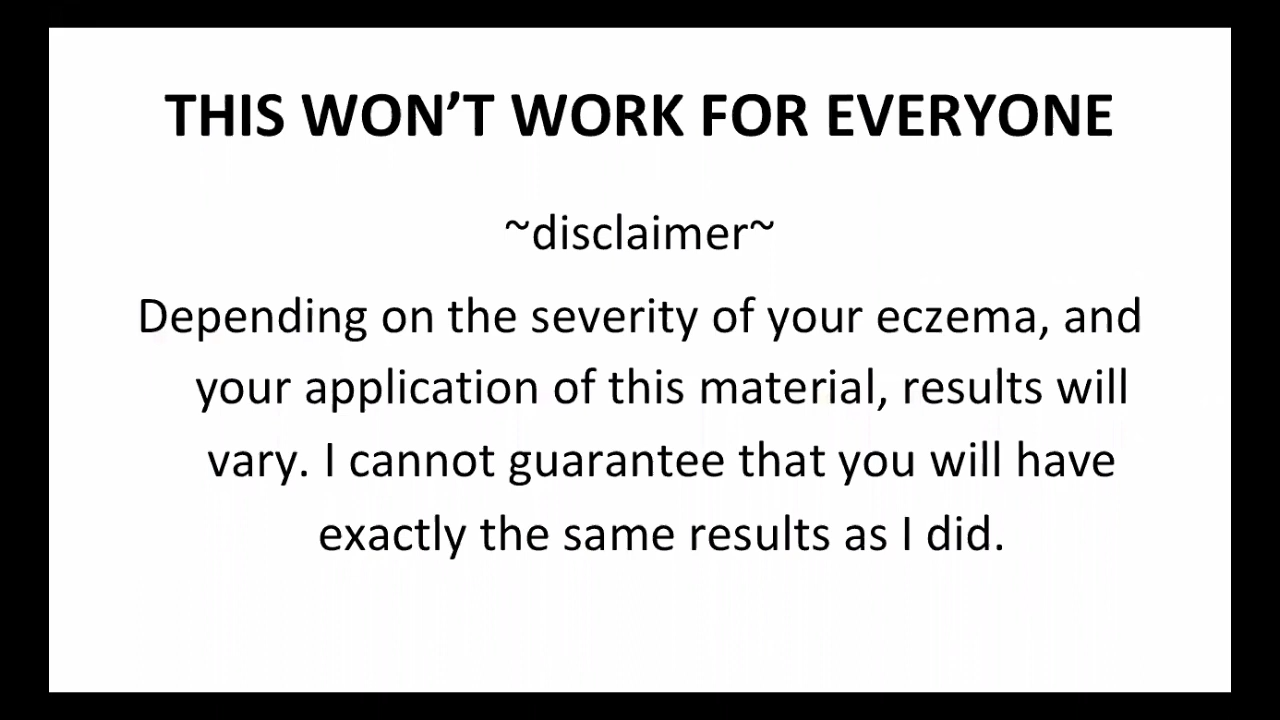 THIS WON’T WORK FOR EVERYONE
~disclaimer~
Depending on the severity of your eczema, and
your application of this material, results will
vary. I cannot guarantee that you will have
exactly the same results as I did.